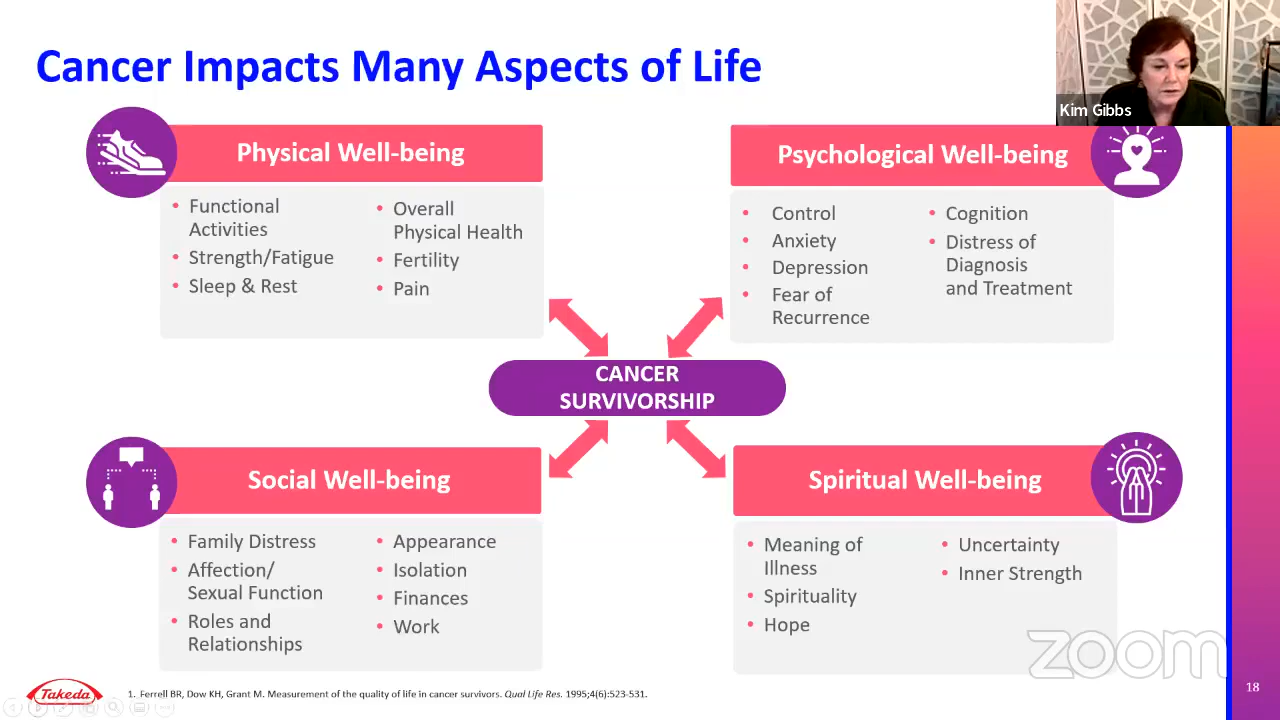 Cancer Impacts Many Aspects of Life
Kim Gibbs
Physical Well-being
• Functional
Activities
• Strength/Fatigue
• Sleep & Rest
• Overall
Physical Health
• Fertility
• Pain
Psychological Well-being
• Control
• Anxiety
• Depression
• Fear of
Recurrence
• Cognition
• Distress of
Diagnosis
and Treatment
CANCER
SURVIVORSHIP
Social Well-being
• Family Distress
• Affection/
Sexual Function
• Roles and
Relationships
• Appearance
• Isolation
• Finances
• Work
Spiritual Well-being
• Meaning of
Illness
• Spirituality
• Hope
• Uncertainty
• Inner Strength
zoom
Takeda
1. Ferrell BR, Dow KH, Grant M. Measurement of the quality of life in cancer survivors. Qual Life Res. 1995;4(6):523-531.
18